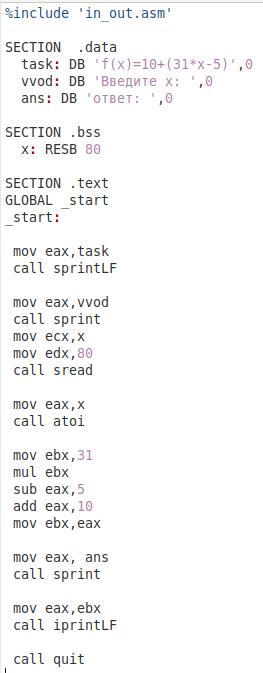 %include 'in_out.asm'
SECTION  .data
  task: DB 'f(x)=10+(31*x-5)',0
  vvod: DB 'Введите x: ',0
  ans: DB 'ответ: ',0
SECTION .bss
  x: RESB 80
SECTION .text
GLOBAL _start
_start:
 mov eax,task
 call sprintLF
 mov eax,vvod
 call sprint
 mov ecx,x
 mov edx,80
 call sread
 mov eax,x
 call atoi
 mov ebx,31
 mul ebx
 sub eax,5
 add eax,10
 mov ebx,eax
 mov eax, ans
 call sprint
 mov eax,ebx
 call iprintLF
 call quit